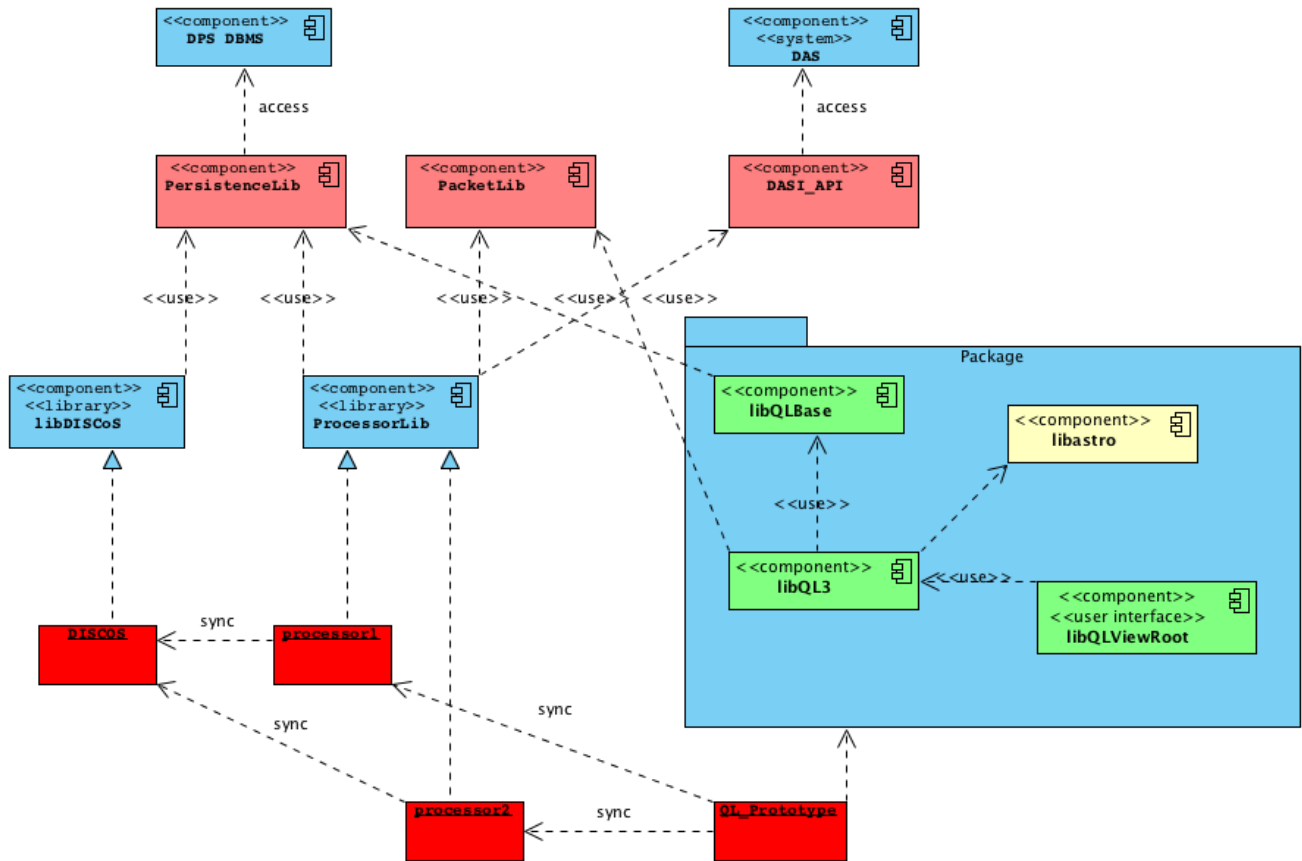 <<component>>
DPS DBMS
<<component>>
<<system>>
DAS
access
access
<<component>>
PersistenceLib
<<component>>
PacketLib
<<component>>
DASI_API
<<use>>
<<use>>
<<use>>
<<use>>
Package
<<component>>
<<library>>
libDISCoS
<<component>>
<<library>>
ProcessorLib
<<component>>
libQLBase
<<component>>
libastro
<<use>>
<<component>>
libQL3
<<use>>
<<component>>
<<user interface>>
libQLViewRoot
DISCOS
sync
processor1
sync
sync
processor2
sync
QL_Prototype